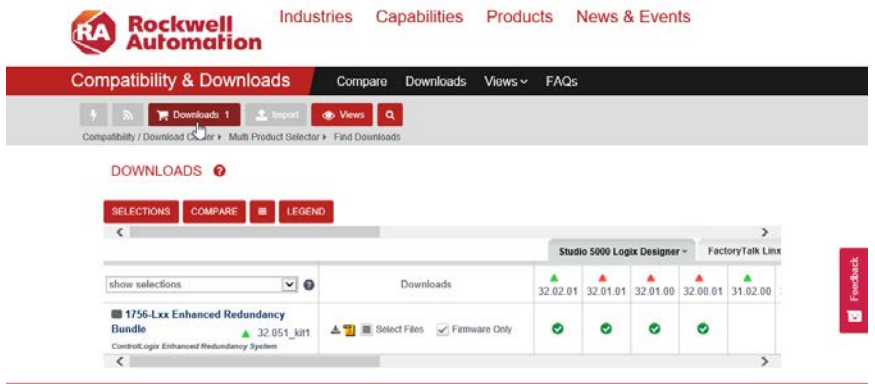 Rockwell Automation
Industries Capabilities Products News & Events
Compatibility & Downloads
Compare Downloads Views FAQs
Downloads 1 Import Views
Compatibility / Download Multi Product Selector Find Downloads
DOWNLOADS ?
SELECTIONS COMPARE LEGEND
Studio 5000 Logix Designer FactoryTalk Linx
show selections ? Downloads 32.02.01 32.01.01 32.01.00 32.00.01 31.02.00
1756-Lxx Enhanced Redundancy
Bundle 32.051_kit1 Select Files Firmware Only
ControlLogix Enhanced Redundancy System
Feedback